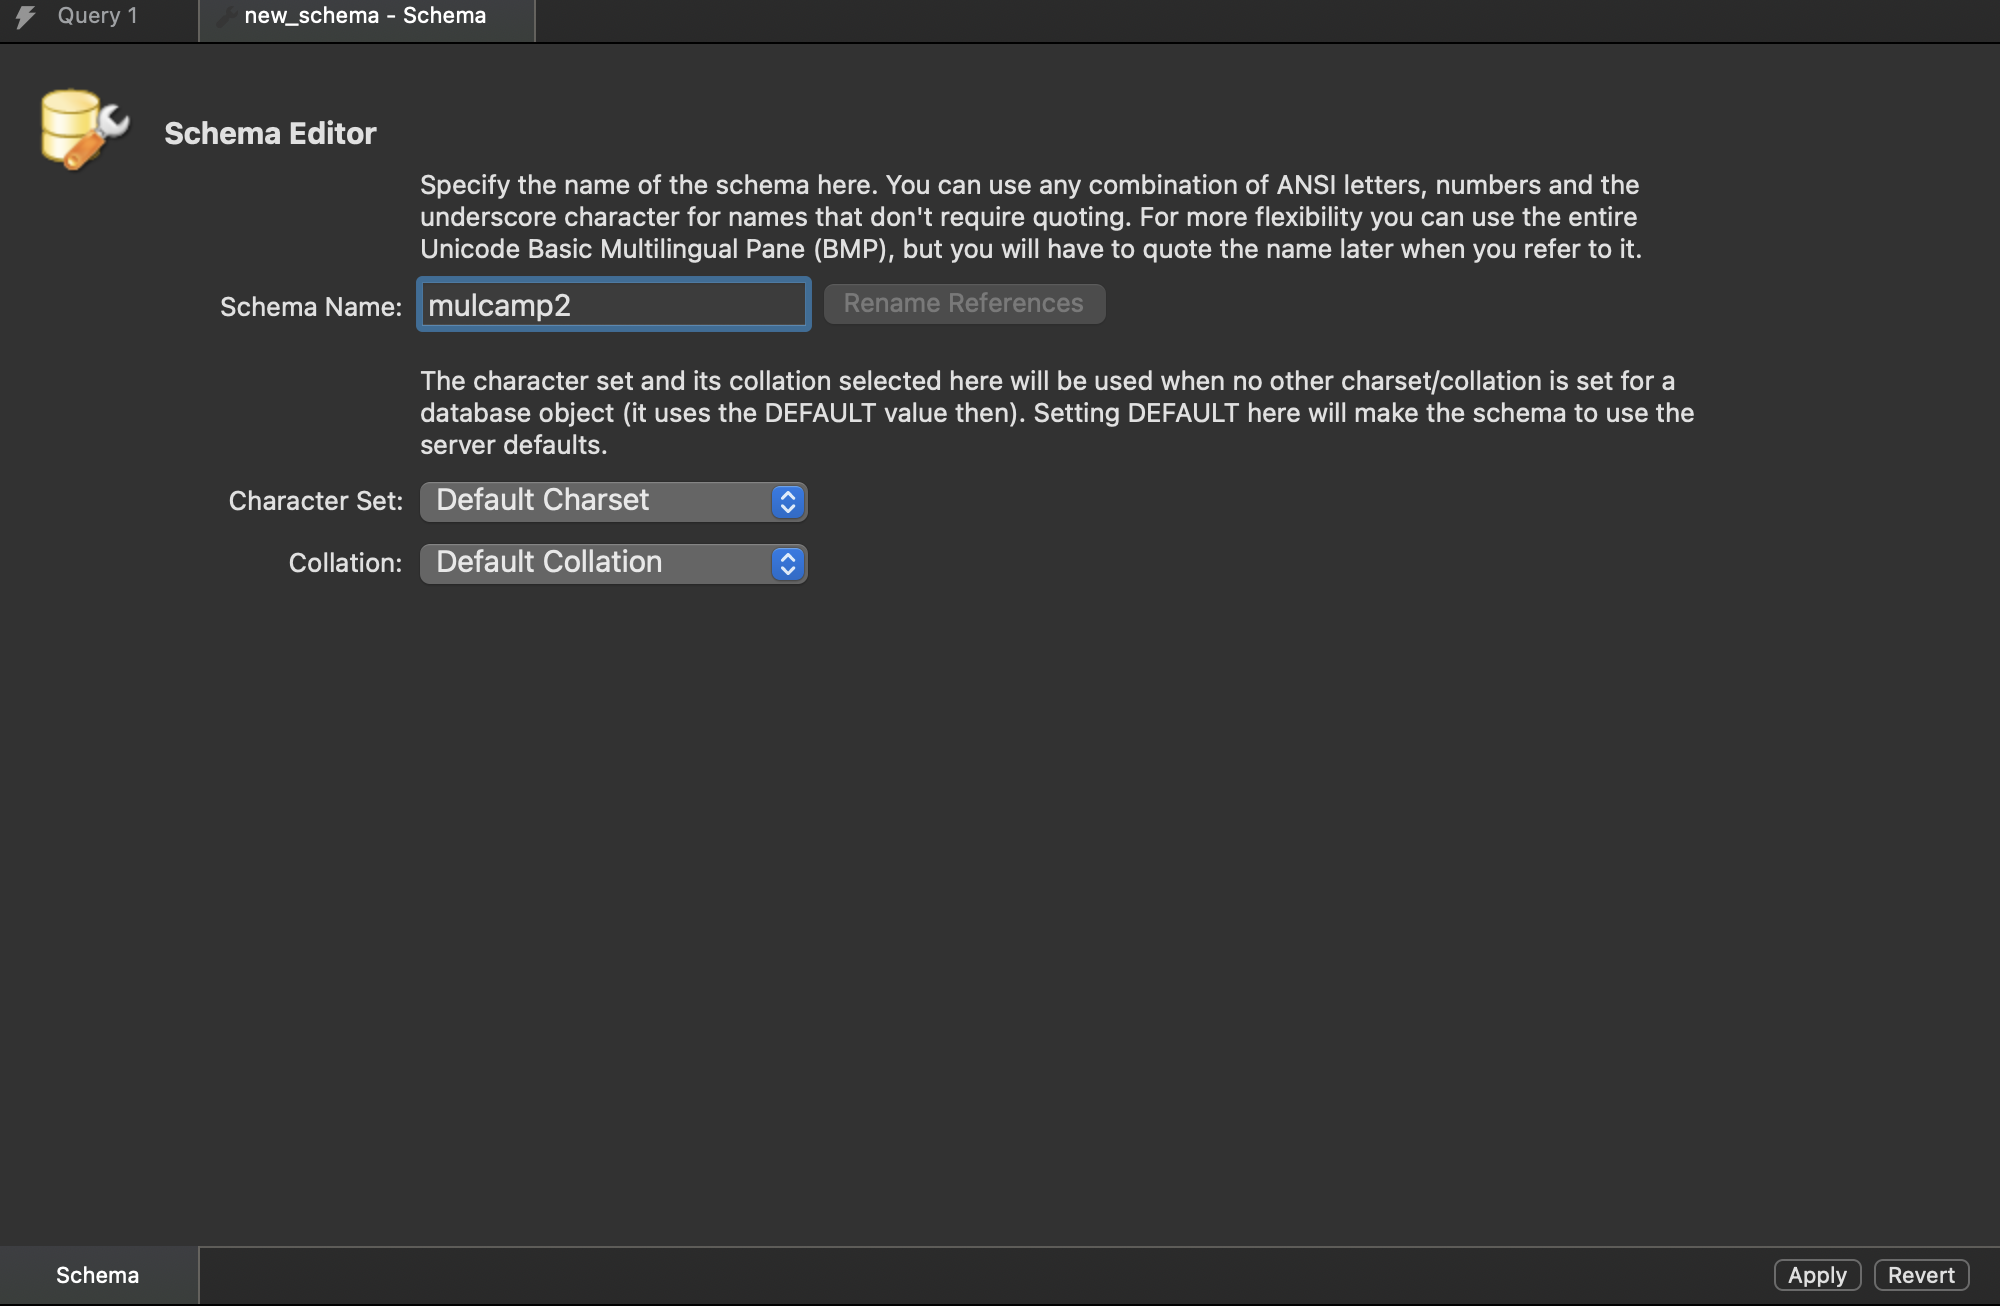 Query 1
new_schema - Schema
Schema Editor
Specify the name of the schema here. You can use any combination of ANSI letters, numbers and the
underscore character for names that don't require quoting. For more flexibility you can use the entire
Unicode Basic Multilingual Pane (BMP), but you will have to quote the name later when you refer to it.
Schema Name: mulcamp2 Rename References
The character set and its collation selected here will be used when no other charset/collation is set for a
database object (it uses the DEFAULT value then). Setting DEFAULT here will make the schema to use the
server defaults.
Character Set: Default Charset
Collation: Default Collation
Schema
Apply
Revert